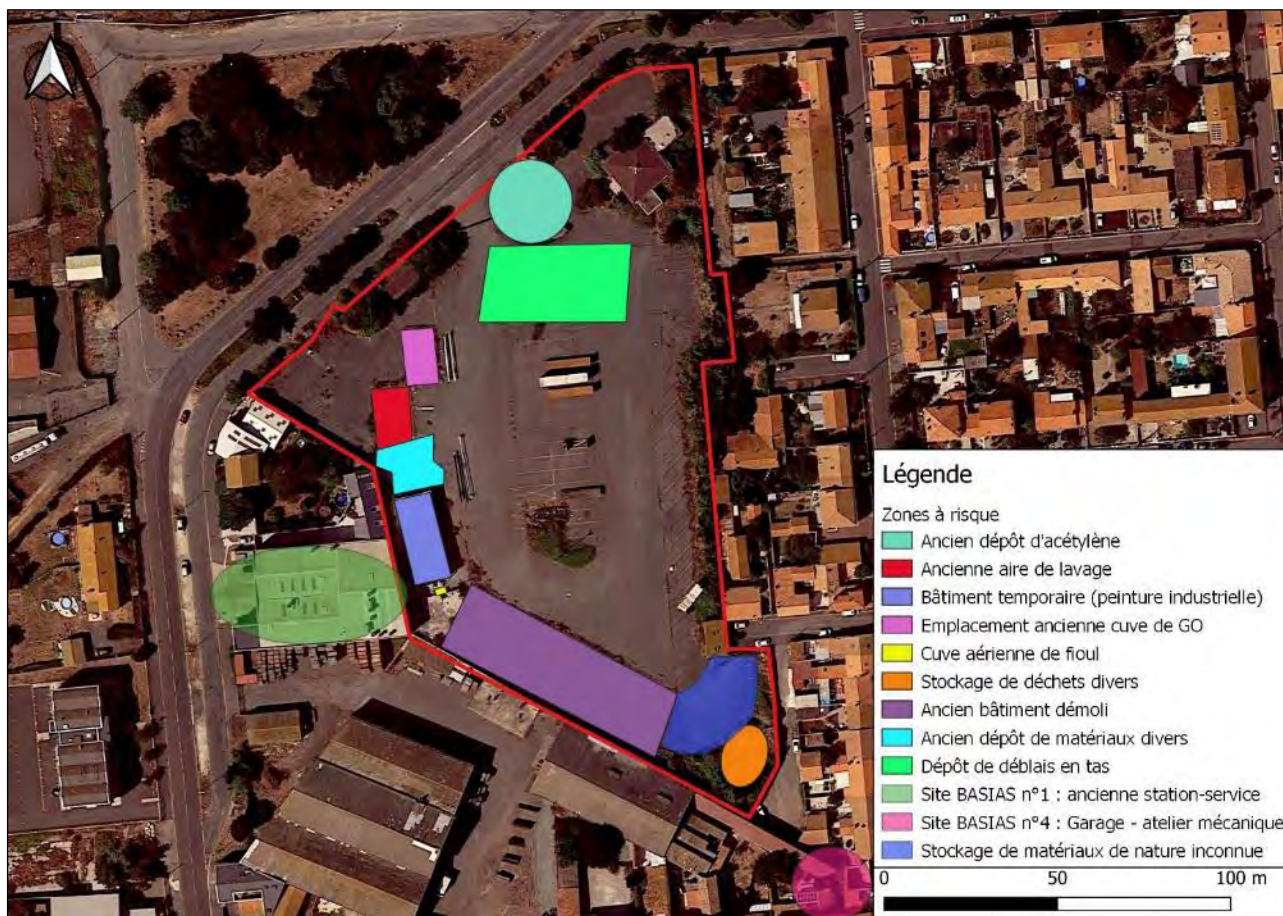 Légende
Zones à risque
Ancien dépôt d'acétylène
Ancienne aire de lavage
Bâtiment temporaire (peinture industrielle)
Emplacement ancienne cuve de GO
Cuve aérienne de fioul
Stockage de déchets divers
Ancien bâtiment démoli
Ancien dépôt de matériaux divers
Dépôt de déblais en tas
Site BASIAS n°1 : ancienne station-service
Site BASIAS n°4 : Garage - atelier mécanique
Stockage de matériaux de nature inconnue
0 50 100 m